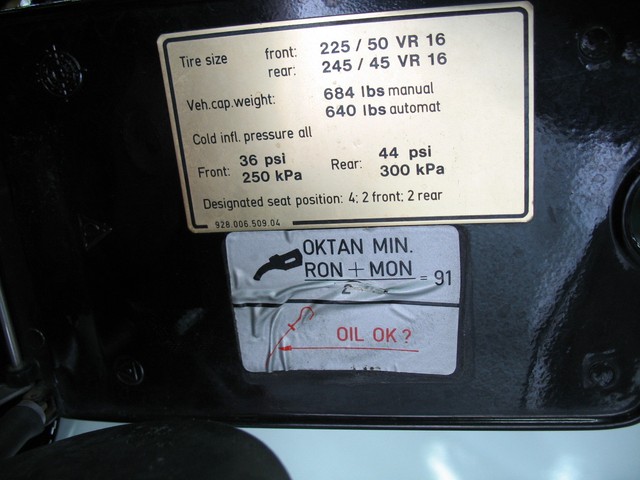 Tire size front: 225 / 50 VR 16
rear: 245 / 45 VR 16
Veh.cap.weight: 684 lbs manual
640 lbs automat
Cold infl. pressure all
Front: 36 psi Rear: 44 psi
250 kPa 300 kPa
Designated seat position: 4; 2 front; 2 rear
928.006.509.04
OKTAN MIN.
RON + MON = 91
2
OIL OK ?